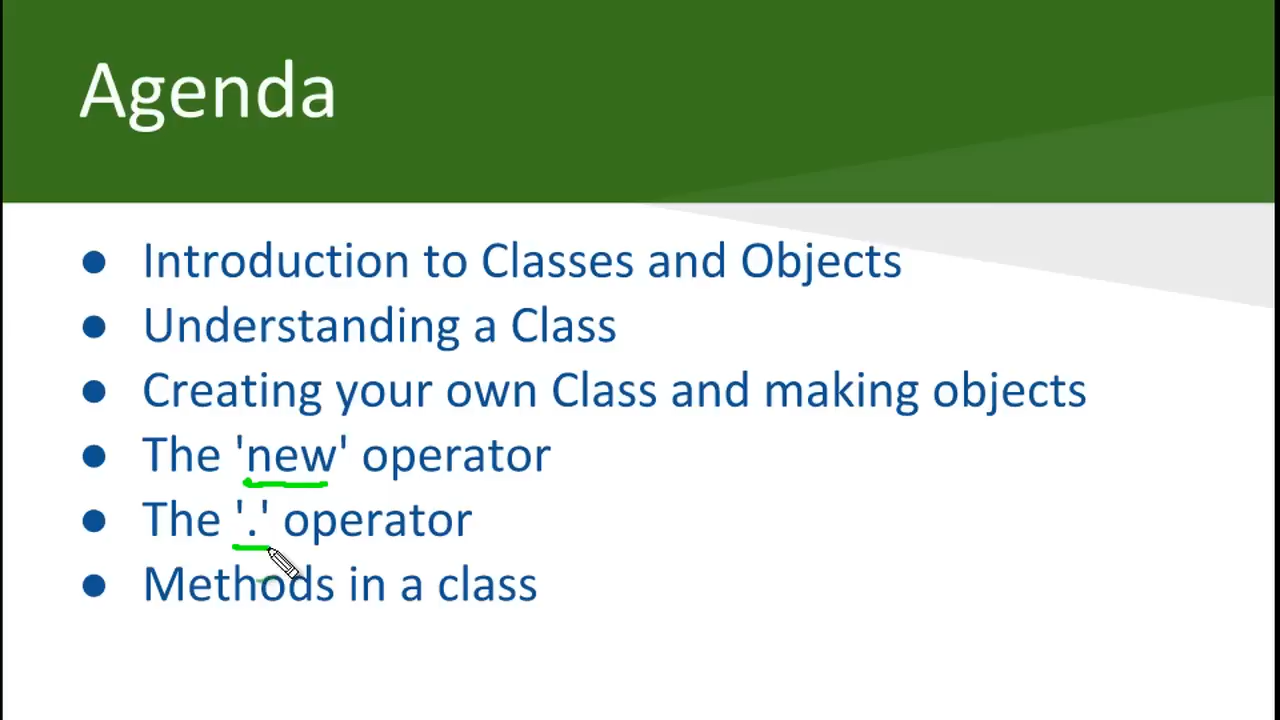 Agenda
● Introduction to Classes and Objects
● Understanding a Class
● Creating your own Class and making objects
● The 'new' operator
● The '.' operator
● Methods in a class